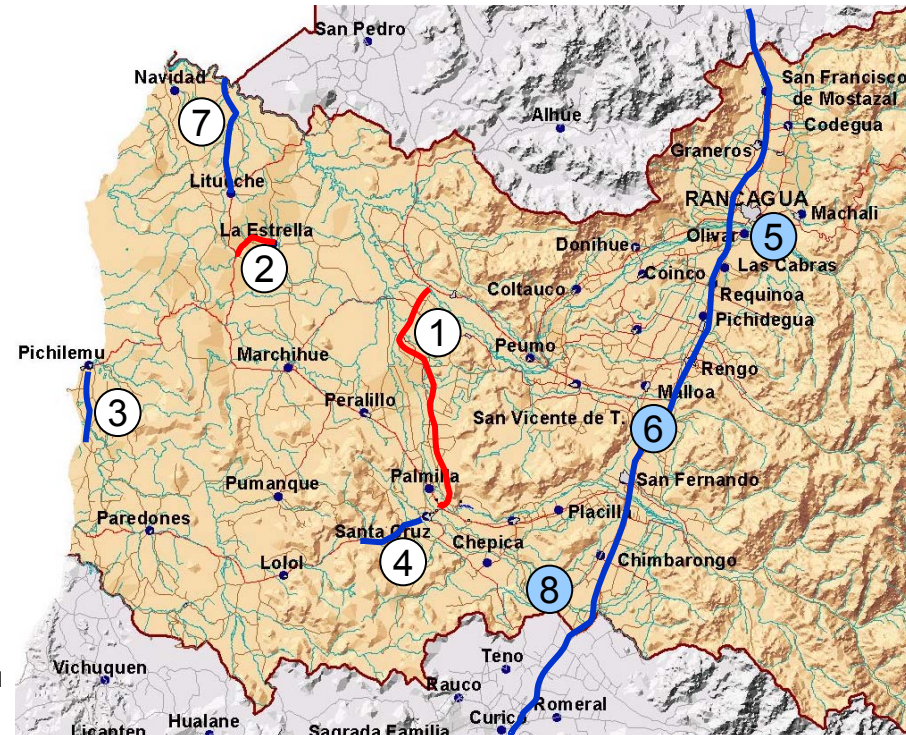 San Pedro
Navidad
San Francisco
de Mostazal
Alhue
Codegua
7
Graneros
Litueche
RANCAGUA
Machali
La Estrella
Olivar
5
Donihue
2
Coinco
Las Cabras
Coltauco
Requinoa
1
Pichidegua
Peumo
Pichilemu
Marchihue
Rengo
Malloa
3
Peralillo
San Vicente de T.
6
Palmilla
San Fernando
Pumanque
Placilla
Paredones
Santa Cruz
Chepica
4
Chimbarongo
Lolol
8
Teno
Vichuquen
Rauco
Romeral
Hualane
Curico
Licanten
Sagrada Familia